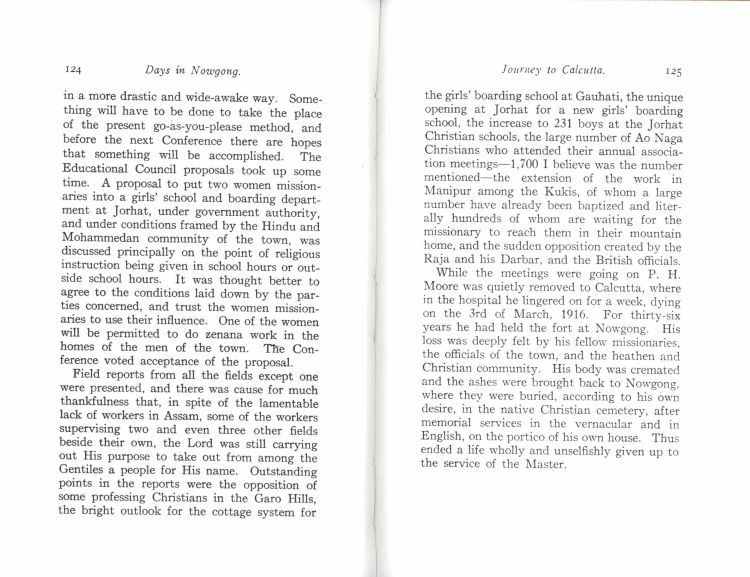 124 Days in Nowgong.
in a more drastic and wide-awake way. Some-
thing will have to be done to take the place
of the present go-as-you-please method, and
before the next Conference there are hopes
that something will be accomplished. The
Educational Council proposals took up some
time. A proposal to put two women mission-
aries into a girls' school and boarding depart-
ment at Jorhat, under government authority,
and under conditions framed by the Hindu and
Mohammedan community of the town, was
discussed principally on the point of religious
instruction being given in school hours or out-
side school hours. It was thought better to
agree to the conditions laid down by the par-
ties concerned, and trust the women mission-
aries to use their influence. One of the women
will be permitted to do zenana work in the
homes of the men of the town. The Con-
ference voted acceptance of the proposal.
Field reports from all the fields except one
were presented, and there was cause for much
thankfulness that, in spite of the lamentable
lack of workers in Assam, some of the workers
supervising two and even three other fields
beside their own, the Lord was still carrying
out His purpose to take out from among the
Gentiles a people for His name. Outstanding
points in the reports were the opposition of
some professing Christians in the Garo Hills,
the bright outlook for the cottage system for
Journey to Calcutta. 125
the girls' boarding school at Gauhati, the unique
opening at Jorhat for a new girls' boarding
school, the increase to 231 boys at the Jorhat
Christian schools, the large number of Ao Naga
Christians who attended their annual associa-
tion meetings—1,700 I believe was the number
mentioned—the extension of the work in
Manipur among the Kukis, of whom a large
number have already been baptized and liter-
ally hundreds of whom are waiting for the
missionary to reach them in their mountain
home, and the sudden opposition created by the
Raja and his Darbar, and the British officials.
While the meetings were going on P. H.
Moore was quietly removed to Calcutta, where
in the hospital he lingered on for a week, dying
on the 3rd of March, 1916. For thirty-six
years he had held the fort at Nowgong. His
loss was deeply felt by his fellow missionaries,
the officials of the town, and the heathen and
Christian community. His body was cremated
and the ashes were brought back to Nowgong,
where they were buried, according to his own
desire, in the native Christian cemetery, after
memorial services in the vernacular and in
English, on the portico of his own house. Thus
ended a life wholly and unselfishly given up to
the service of the Master.